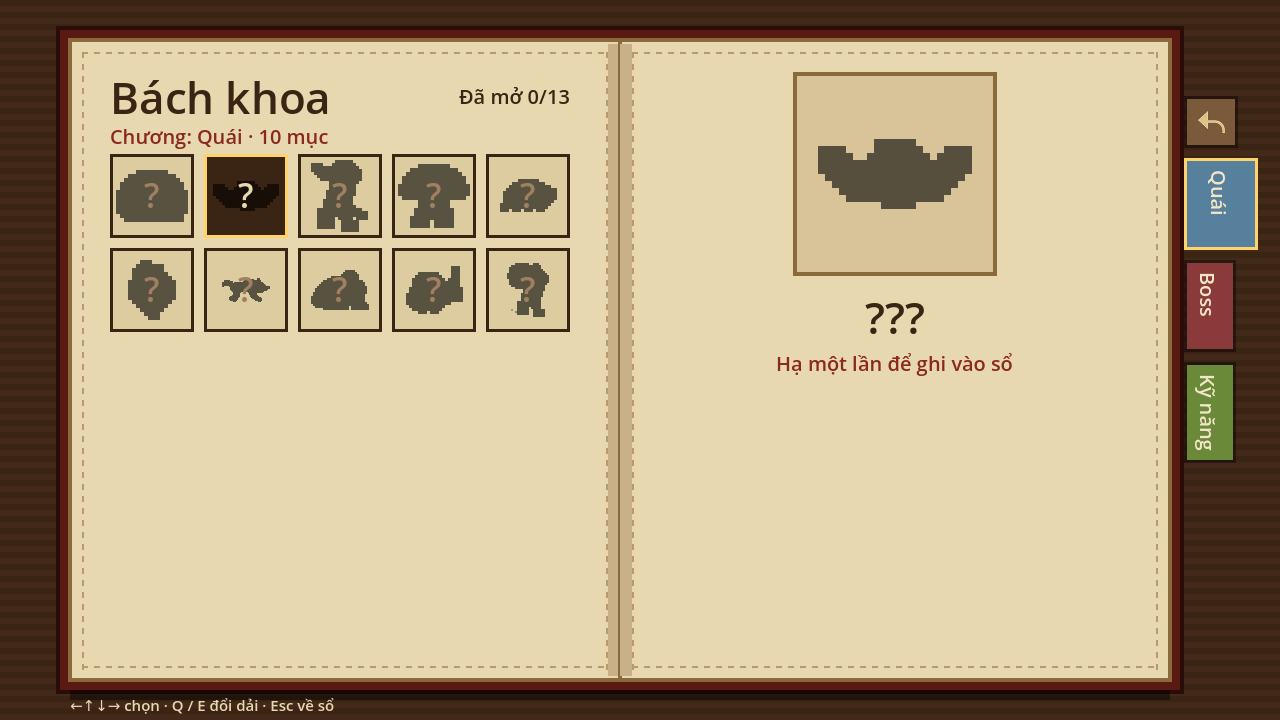 Bách khoa
Đã mở 0/13
Chương: Quái · 10 mục
? ? ? ? ?
? ? ? ? ?
???
Hạ một lần để ghi vào sổ
Quái
Boss
Kỹ năng
←↑↓→ chọn · Q / E đổi dải · Esc về sổ